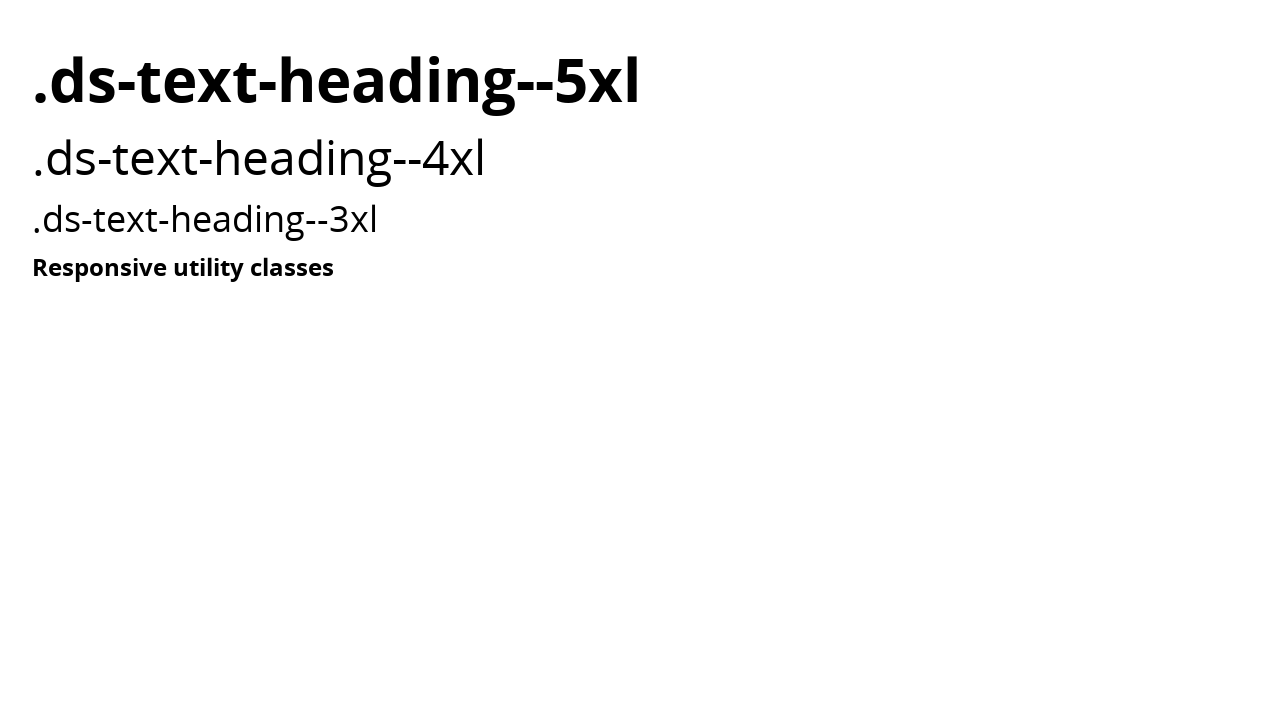 .ds-text-heading--5xl
.ds-text-heading--4xl
.ds-text-heading--3xl
Responsive utility classes